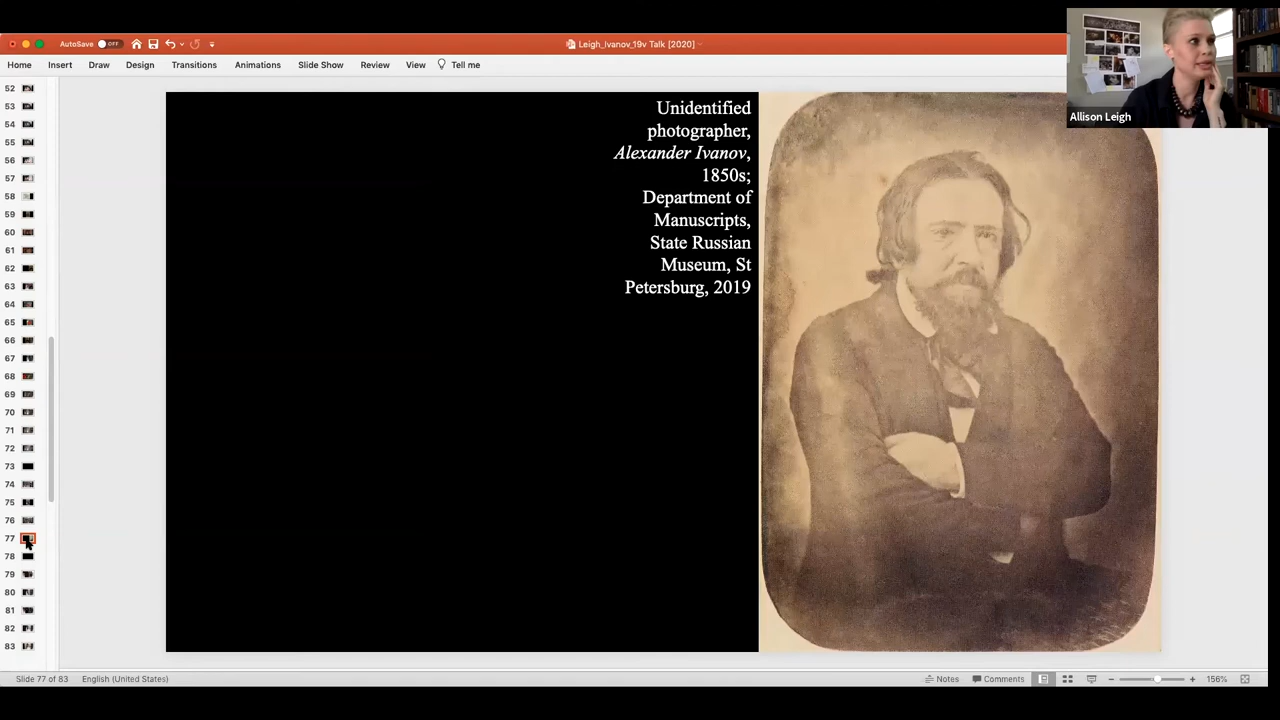 AutoSave OFF
Leigh_Ivanov_19v Talk [2020]
Home Insert Draw Design Transitions Animations Slide Show Review View Tell me
Allison Leigh
52
53
54
55
56
57
58
59
60
61
62
63
64
65
66
67
68
69
70
71
72
73
74
75
76
77
78
79
80
81
82
83
Unidentified
photographer,
Alexander Ivanov,
1850s;
Department of
Manuscripts,
State Russian
Museum, St
Petersburg, 2019
Slide 77 of 83 English (United States) Notes Comments 156%